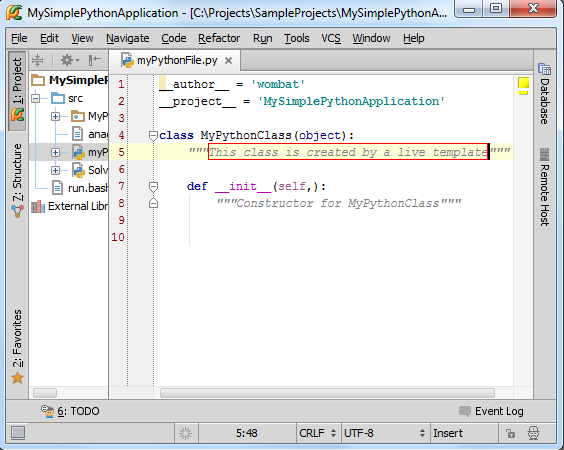 MySimplePythonApplication - [C:\Projects\SampleProjects\MySimplePythonA...
File Edit View Navigate Code Refactor Run Tools VCS Window Help
1: Project
Z: Structure
2: Favorites
MySimpleP
src
MyP
anag
myP
Solv
run.bash
External Libr
myPythonFile.py
1 __author__ = 'wombat'
2 __project__ = 'MySimplePythonApplication'
3
4 class MyPythonClass(object):
5 """This class is created by a live template"""
6
7 def __init__(self,):
8 """Constructor for MyPythonClass"""
9
10
Database
Remote Host
6: TODO
Event Log
5:48 CRLF UTF-8 Insert